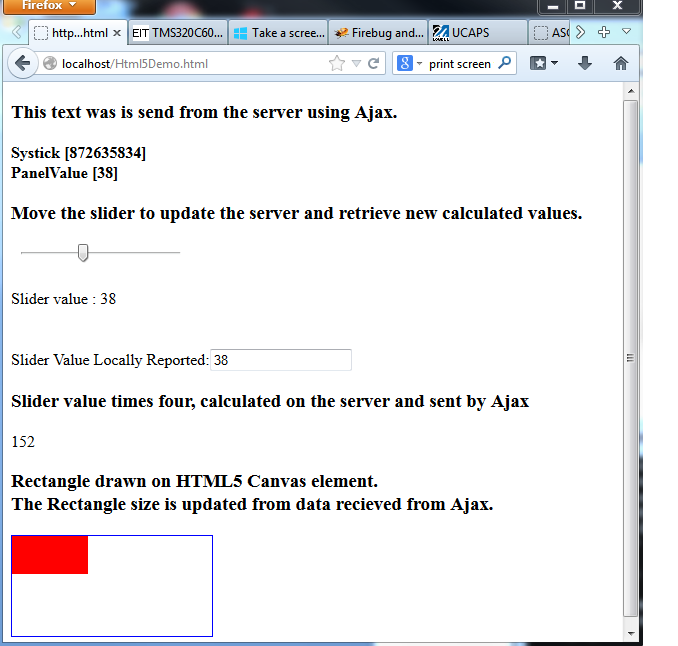 Firefox
http...html
EIT TMS320C60...
Take a scree...
Firebug and...
UCAPS
ASC
localhost/Html5Demo.html
8 print screen
This text was is send from the server using Ajax.
Systick [872635834]
PanelValue [38]
Move the slider to update the server and retrieve new calculated values.
Slider value : 38
Slider Value Locally Reported: 38
Slider value times four, calculated on the server and sent by Ajax
152
Rectangle drawn on HTML5 Canvas element.
The Rectangle size is updated from data recieved from Ajax.